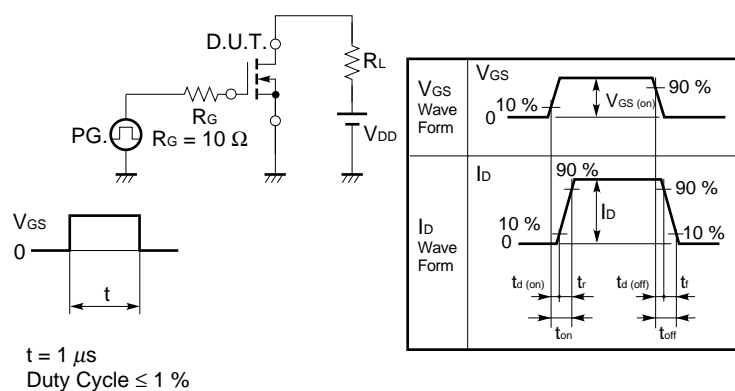 D.U.T.
RL
RG
PG.
RG = 10 Ω
VDD
VGS
0
t
t = 1 μs
Duty Cycle ≤ 1 %
VGS
Wave
Form
VGS
10 %
0
VGS (on)
90 %
ID
Wave
Form
ID
90 %
90 %
10 %
0
ID
10 %
td (on)
tr
td (off)
tf
ton
toff